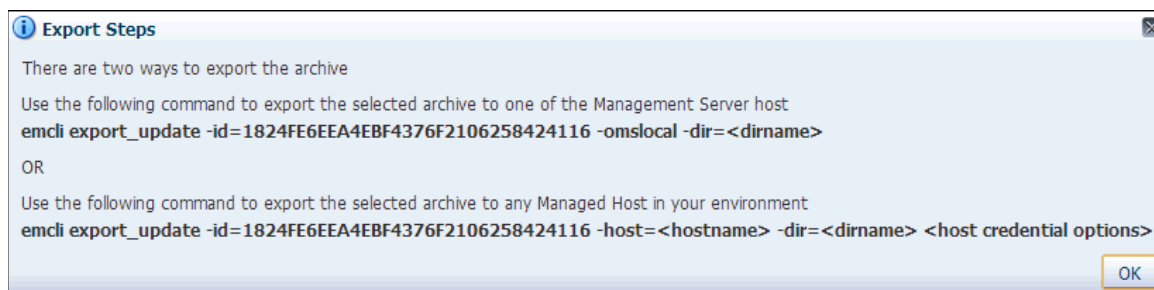 Export Steps
There are two ways to export the archive
Use the following command to export the selected archive to one of the Management Server host
emcli export_update -id=1824FE6EEA4EBF4376F2106258424116 -omslocal -dir=<dirname>
OR
Use the following command to export the selected archive to any Managed Host in your environment
emcli export_update -id=1824FE6EEA4EBF4376F2106258424116 -host=<hostname> -dir=<dirname> <host credential options>
OK